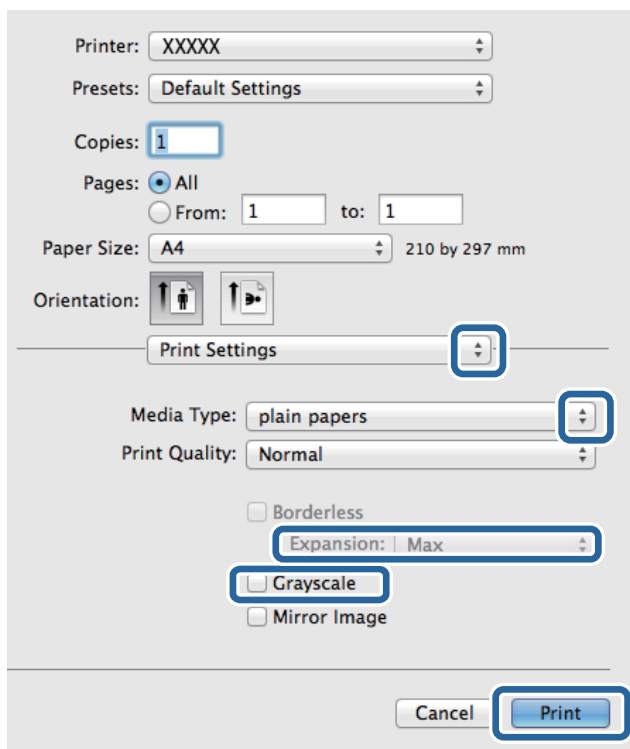 Printer: XXXXX
Presets: Default Settings
Copies: 1
Pages: All
From: 1 to: 1
Paper Size: A4 210 by 297 mm
Orientation:
Print Settings
Media Type: plain papers
Print Quality: Normal
Borderless
Expansion: Max
Grayscale
Mirror Image
Cancel Print